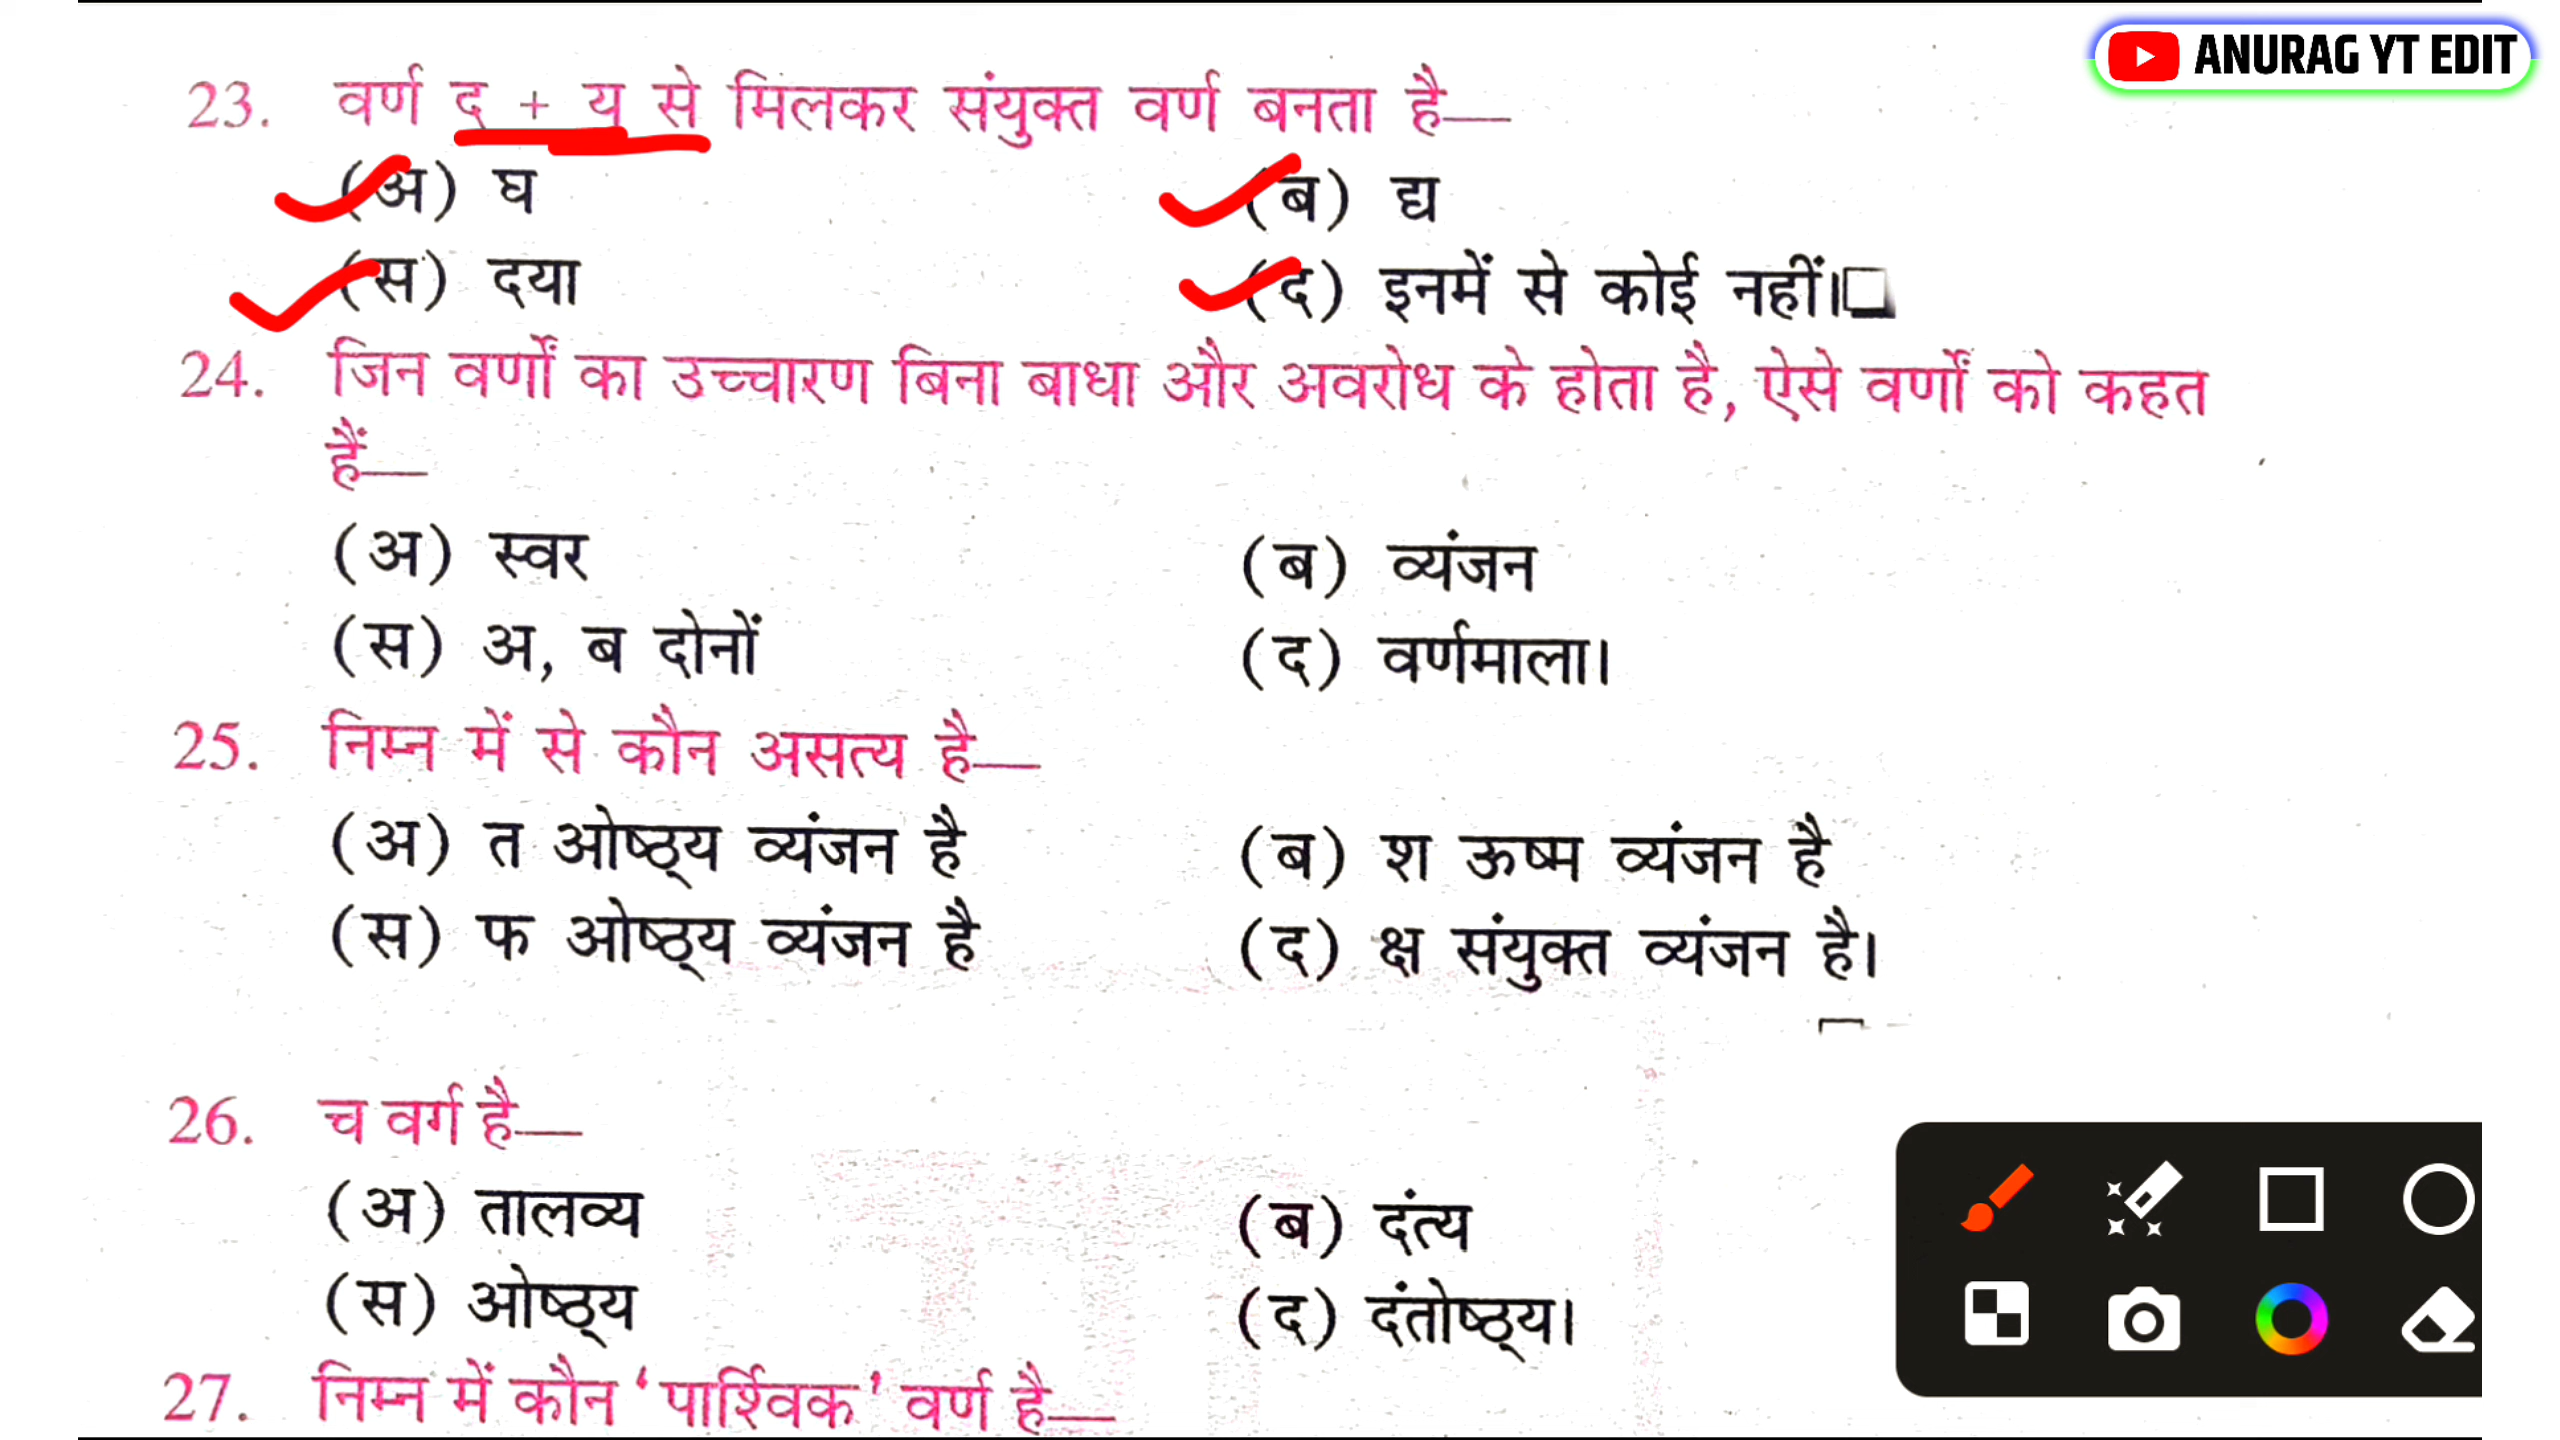 ANURAG YT EDIT
23. वर्ण द + य से मिलकर संयुक्त वर्ण बनता है—
(अ) घ (ब) द्य
(स) दया (द) इनमें से कोई नहीं।
24. जिन वर्णों का उच्चारण बिना बाधा और अवरोध के होता है, ऐसे वर्णों को कहत
हैं—
(अ) स्वर (ब) व्यंजन
(स) अ, ब दोनों (द) वर्णमाला।
25. निम्न में से कौन असत्य है—
(अ) त ओष्ठ्य व्यंजन है (ब) श ऊष्म व्यंजन है
(स) फ ओष्ठ्य व्यंजन है (द) क्ष संयुक्त व्यंजन है।
26. च वर्ग है—
(अ) तालव्य (ब) दंत्य
(स) ओष्ठ्य (द) दंतोष्ठ्य।
27. निम्न में कौन ‘पार्श्विक’ वर्ण है—